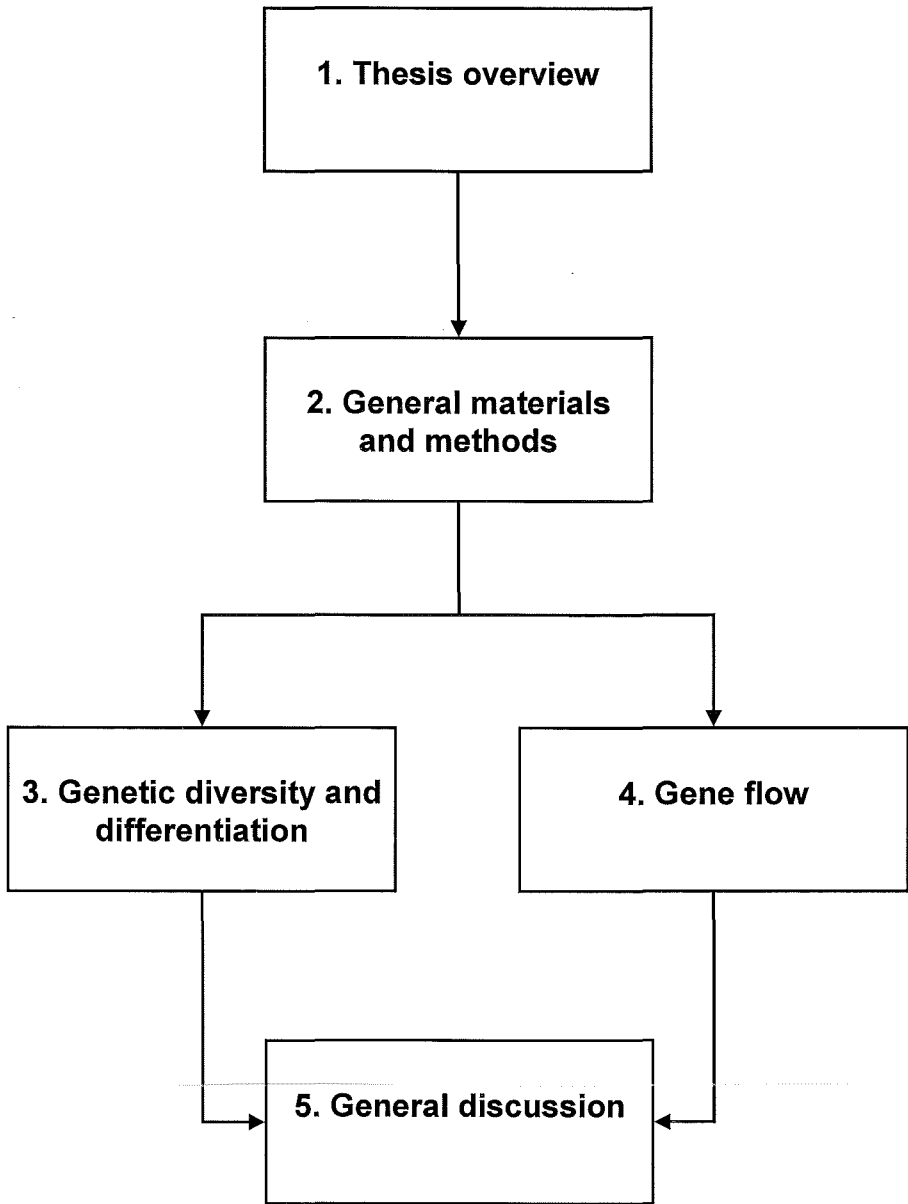 1. Thesis overview
2. General materials
and methods
3. Genetic diversity and
differentiation
4. Gene flow
5. General discussion